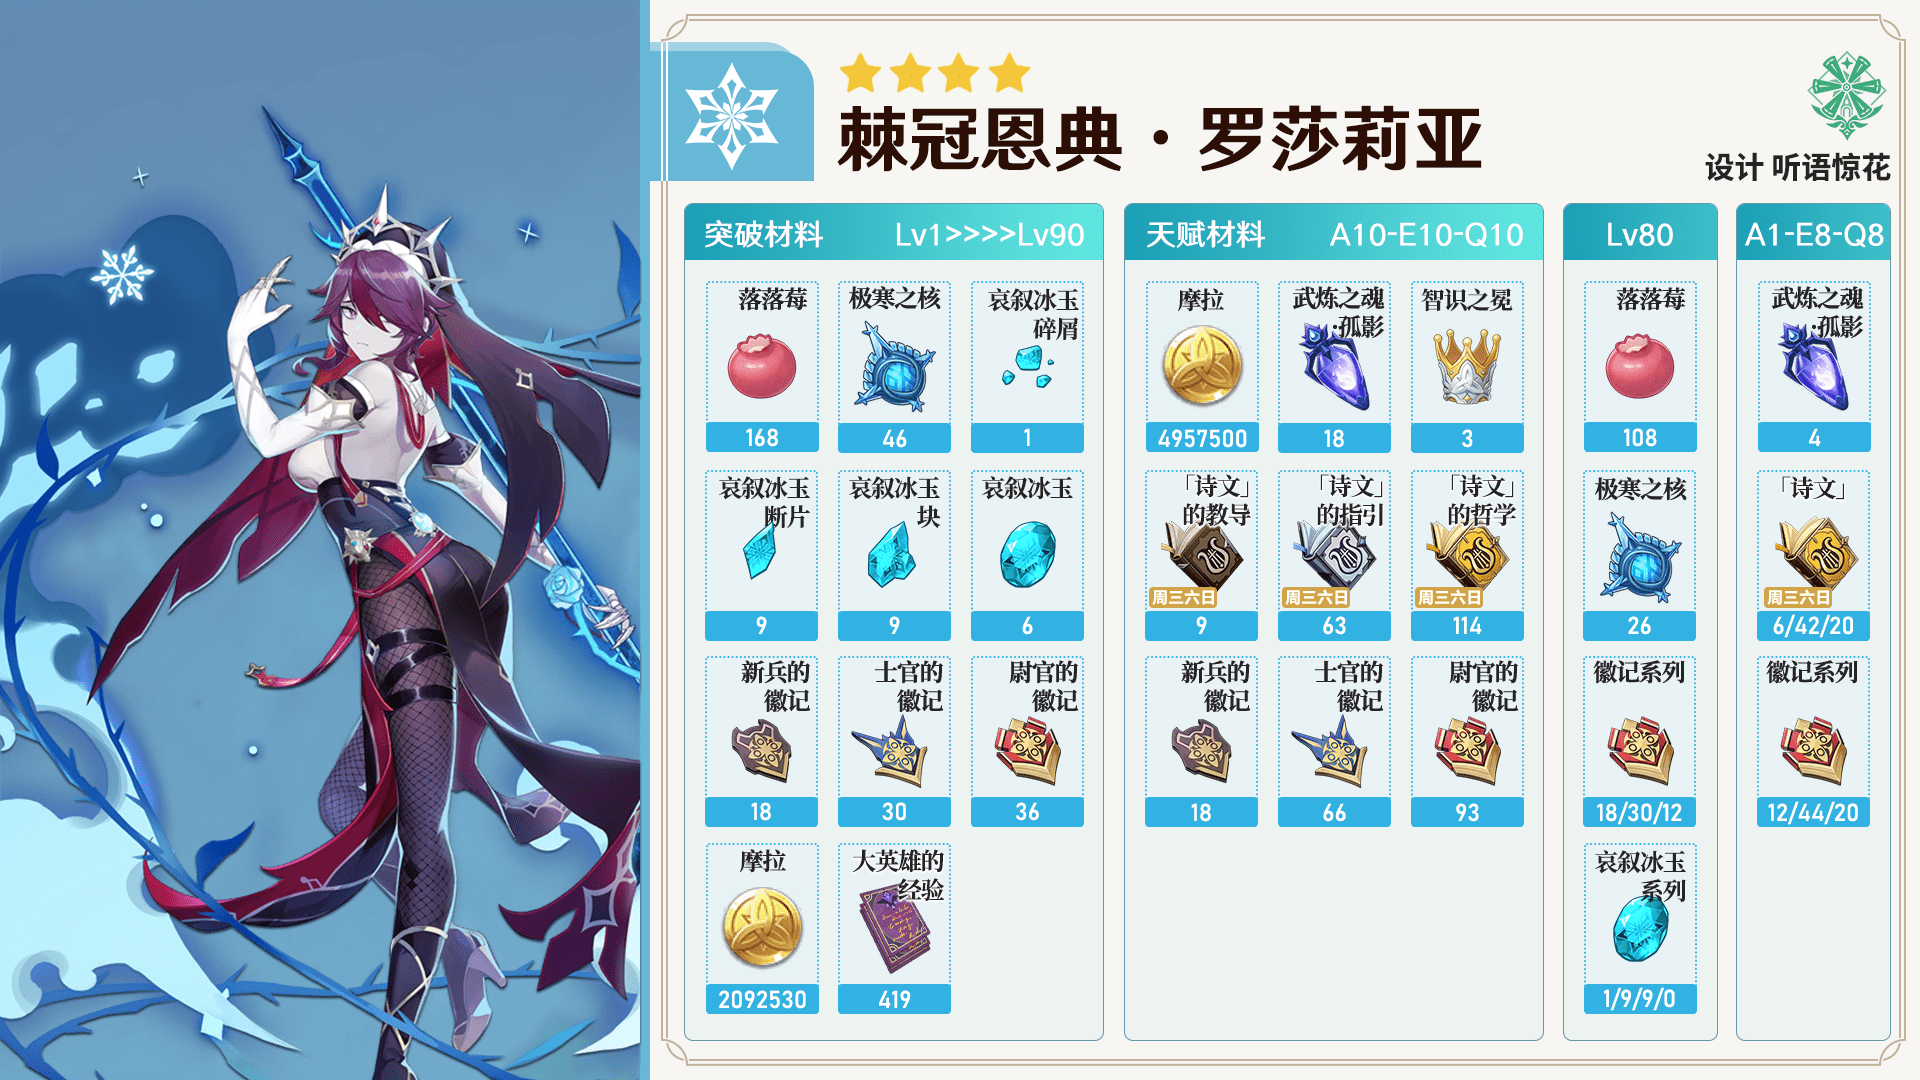 棘冠恩典·罗莎莉亚
设计 听语惊花
突破材料 Lv1>>>>Lv90
落落莓
168
极寒之核
46
哀叙冰玉
碎屑
1
哀叙冰玉
断片
9
哀叙冰玉
块
9
哀叙冰玉
6
新兵的
徽记
18
士官的
徽记
30
尉官的
徽记
36
摩拉
2092530
大英雄的
经验
419
天赋材料 A10-E10-Q10
摩拉
4957500
武炼之魂
·孤影
18
智识之冕
3
「诗文」
的教导
周三六日
9
「诗文」
的指引
周三六日
63
「诗文」
的哲学
周三六日
114
新兵的
徽记
18
士官的
徽记
66
尉官的
徽记
93
Lv80
落落莓
108
极寒之核
26
徽记系列
18/30/12
哀叙冰玉
系列
1/9/9/0
A1-E8-Q8
武炼之魂
·孤影
4
「诗文」
周三六日
6/42/20
徽记系列
12/44/20